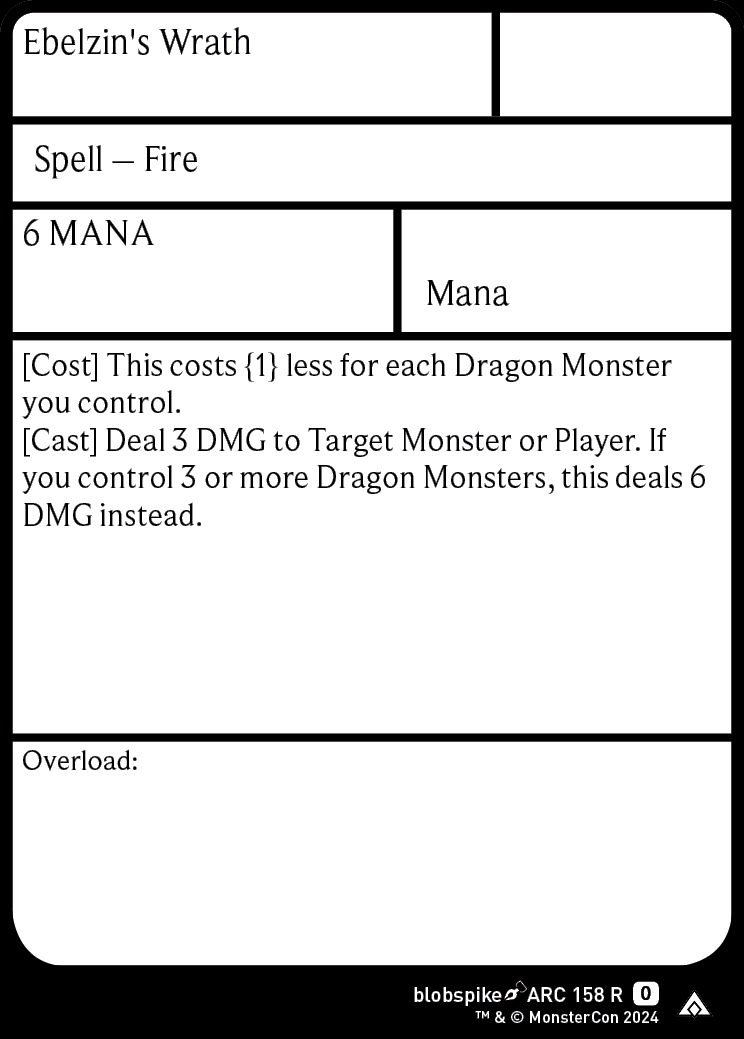 Ebelzin's Wrath
Spell – Fire
6 MANA
Mana
[Cost] This costs {1} less for each Dragon Monster
you control.
[Cast] Deal 3 DMG to Target Monster or Player. If
you control 3 or more Dragon Monsters, this deals 6
DMG instead.
Overload:
blobspike ARC 158 R 0
™ & © MonsterCon 2024